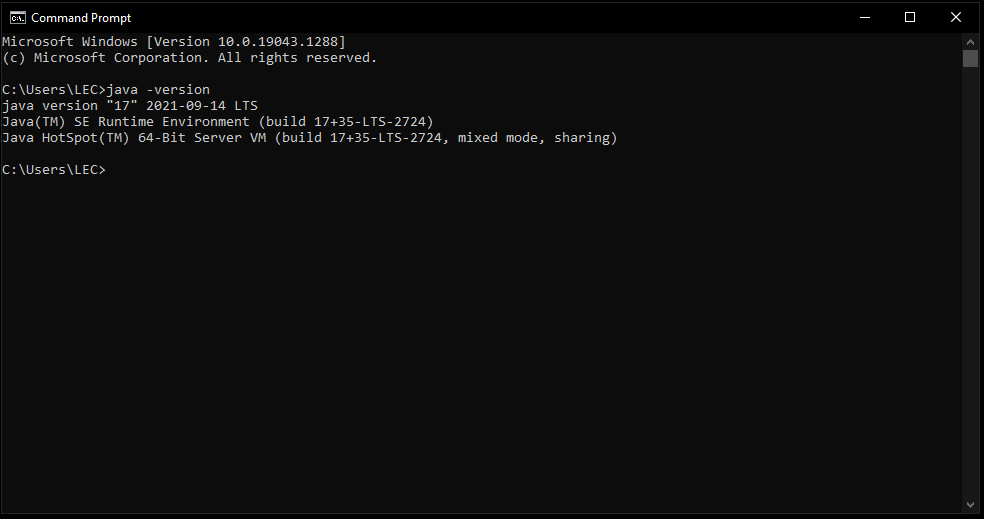 Command Prompt
Microsoft Windows [Version 10.0.19043.1288]
(c) Microsoft Corporation. All rights reserved.
C:\Users\LEC>java -version
java version "17" 2021-09-14 LTS
Java(TM) SE Runtime Environment (build 17+35-LTS-2724)
Java HotSpot(TM) 64-Bit Server VM (build 17+35-LTS-2724, mixed mode, sharing)
C:\Users\LEC>